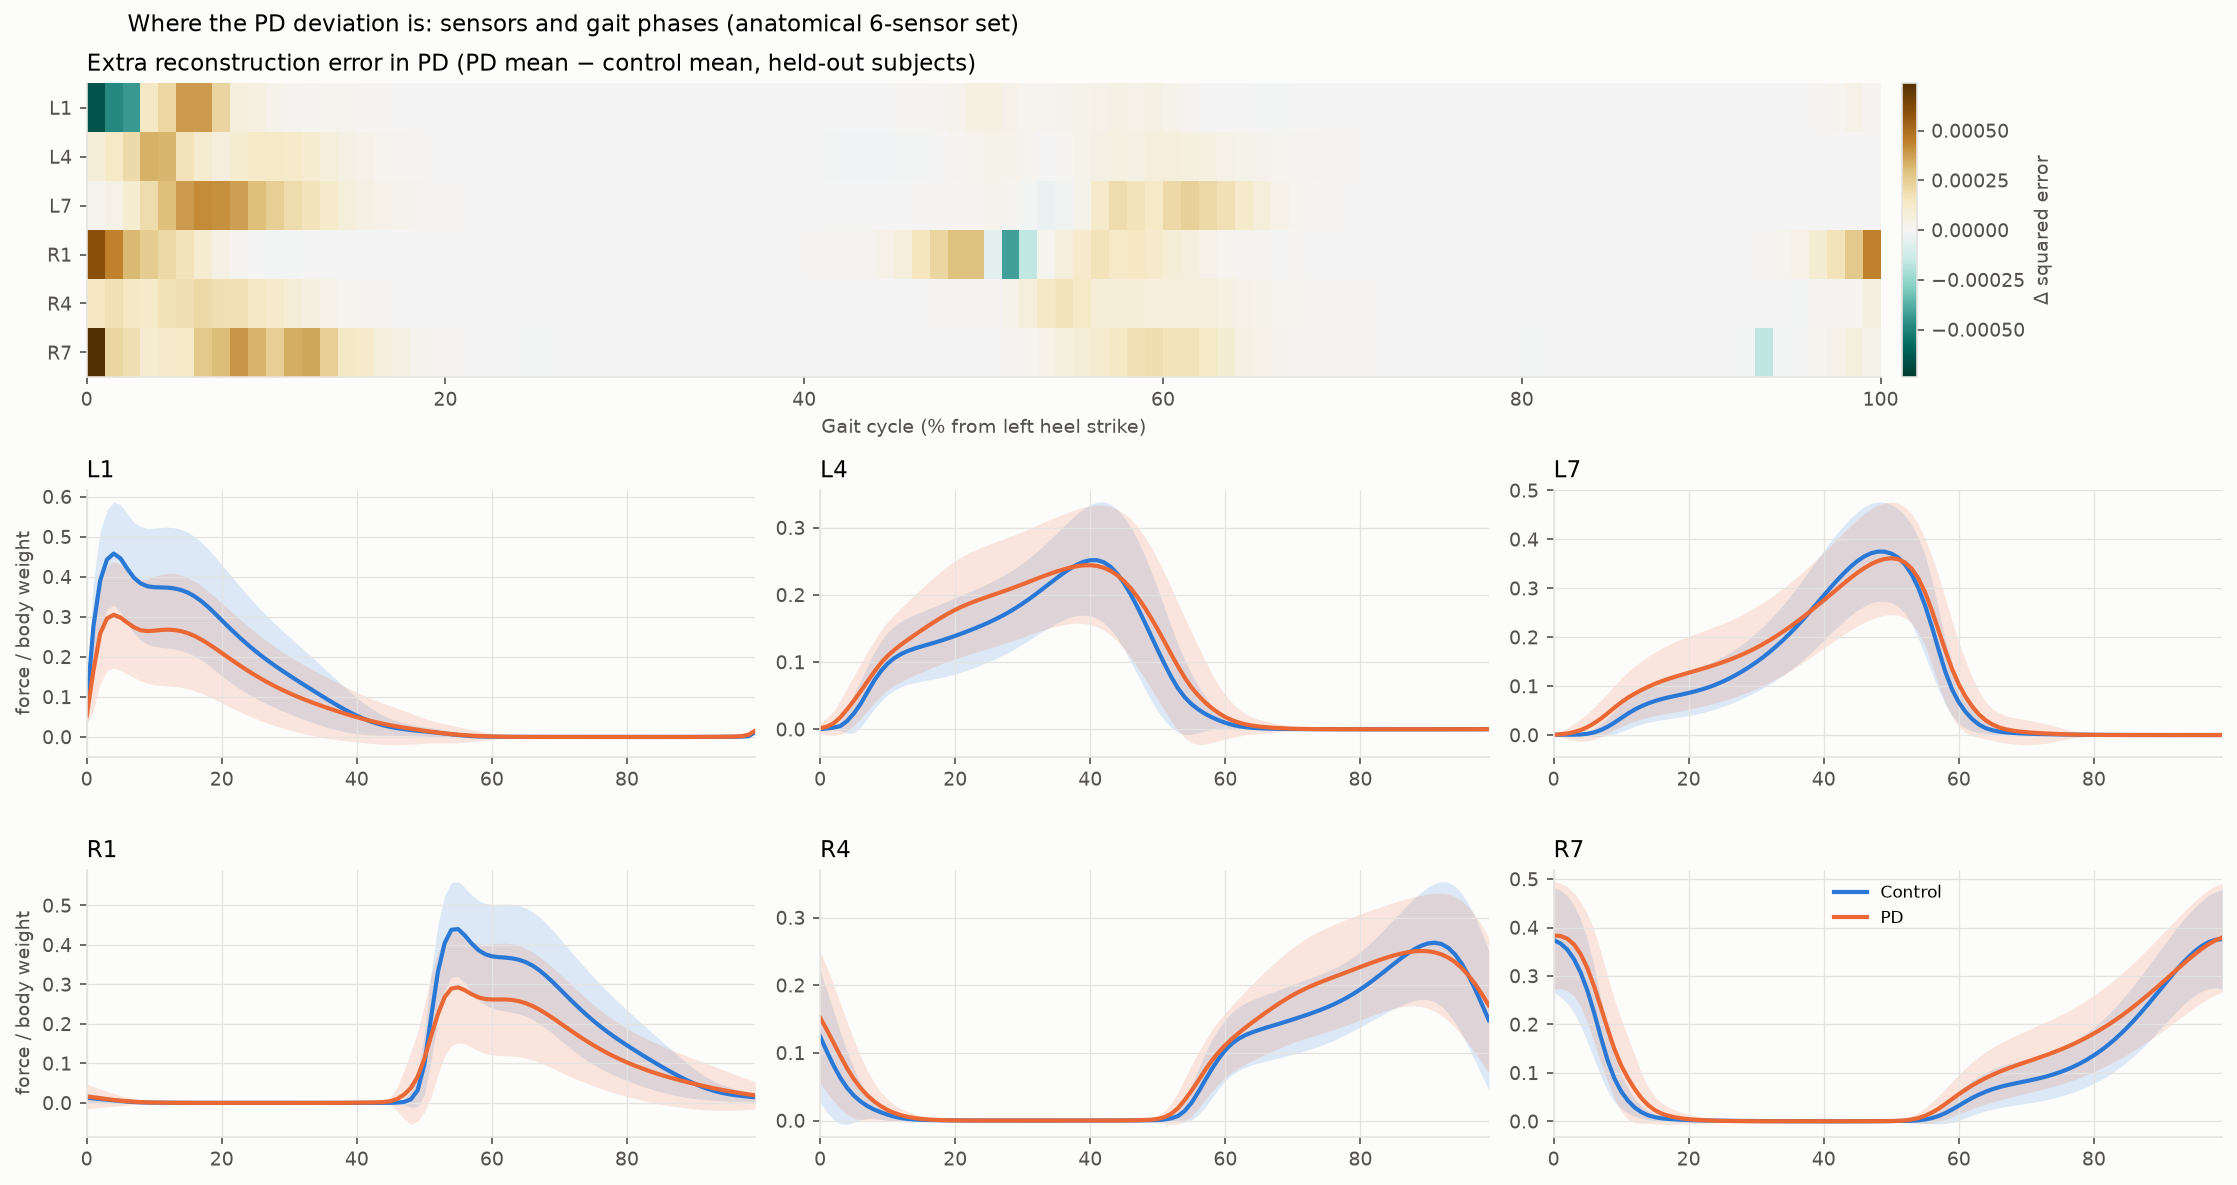 Where the PD deviation is: sensors and gait phases (anatomical 6-sensor set)
Extra reconstruction error in PD (PD mean − control mean, held-out subjects)
L1
L4
L7
R1
R4
R7
0 20 40 60 80 100
Gait cycle (% from left heel strike)
0.00050
0.00025
0.00000
−0.00025
−0.00050
Δ squared error
L1
force / body weight
0.6
0.5
0.4
0.3
0.2
0.1
0.0
0 20 40 60 80
L4
0.3
0.2
0.1
0.0
0 20 40 60 80
L7
0.5
0.4
0.3
0.2
0.1
0.0
0 20 40 60 80
R1
force / body weight
0.5
0.4
0.3
0.2
0.1
0.0
0 20 40 60 80
R4
0.3
0.2
0.1
0.0
0 20 40 60 80
R7
0.5
0.4
0.3
0.2
0.1
0.0
0 20 40 60 80
Control
PD